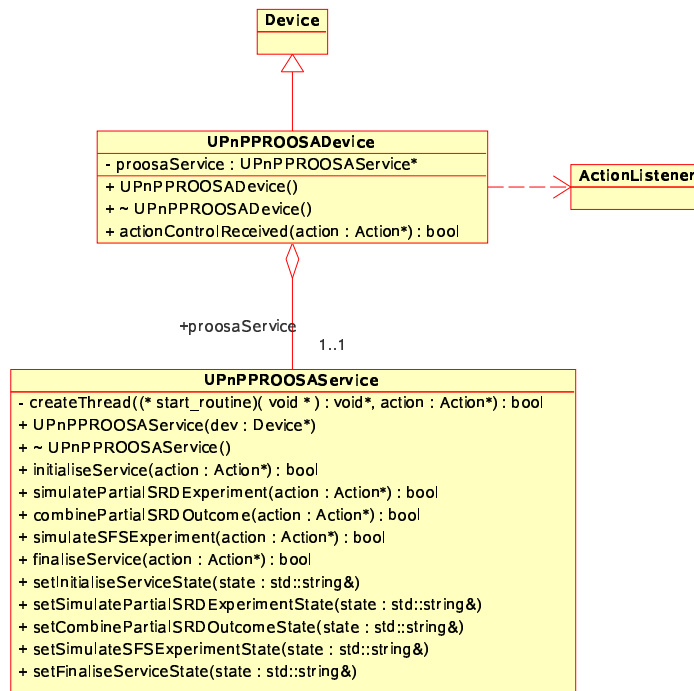 Device
UPnPPROOSADevice
- proosaService : UPnPPROOSAService*
+ UPnPPROOSADevice()
+ ~ UPnPPROOSADevice()
+ actionControlReceived(action : Action*) : bool
ActionListener
+proosaService
1..1
UPnPPROOSAService
- createThread((* start_routine)( void * ) : void*, action : Action*) : bool
+ UPnPPROOSAService(dev : Device*)
+ ~ UPnPPROOSAService()
+ initialiseService(action : Action*) : bool
+ simulatePartialSRDExperiment(action : Action*) : bool
+ combinePartialSRDOutcome(action : Action*) : bool
+ simulateSFSExperiment(action : Action*) : bool
+ finaliseService(action : Action*) : bool
+ setInitialiseServiceState(state : std::string&)
+ setSimulatePartialSRDExperimentState(state : std::string&)
+ setCombinePartialSRDOutcomeState(state : std::string&)
+ setSimulateSFSExperimentState(state : std::string&)
+ setFinaliseServiceState(state : std::string&)